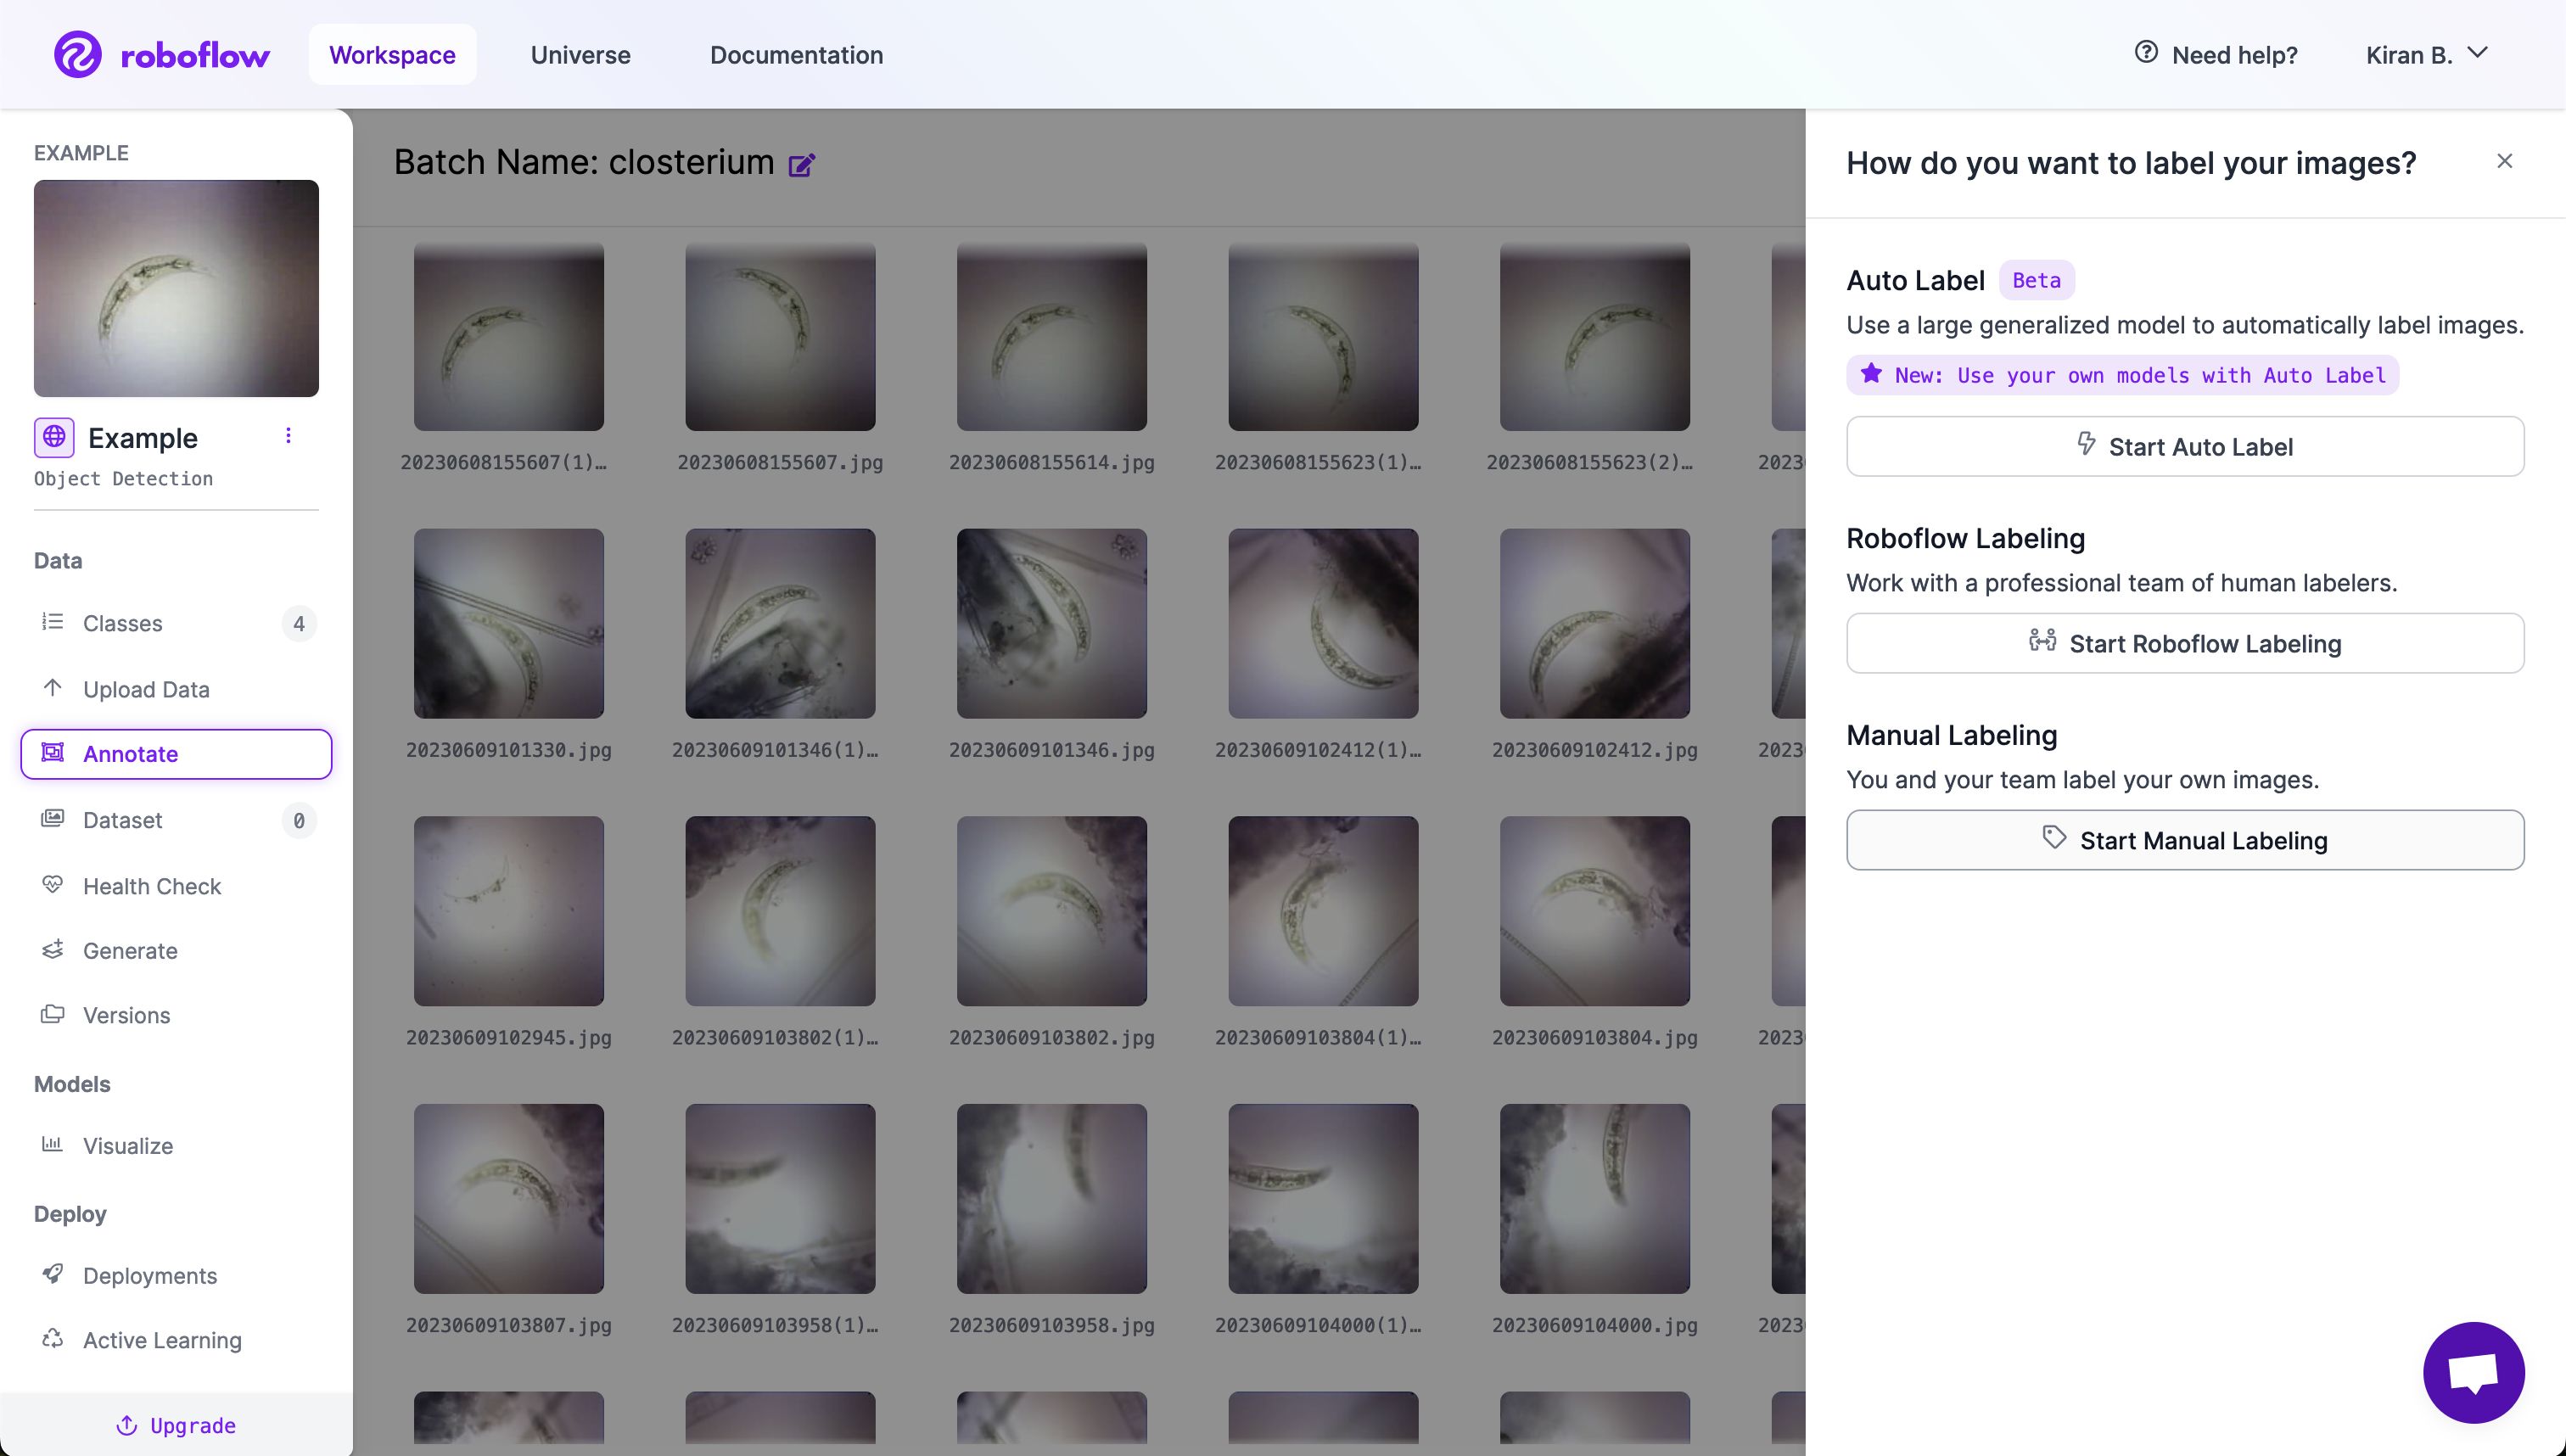 roboflow
Workspace
Universe
Documentation
Need help?
Kiran B.
EXAMPLE
Example
Object Detection
Data
Classes 4
Upload Data
Annotate
Dataset 0
Health Check
Generate
Versions
Models
Visualize
Deploy
Deployments
Active Learning
Upgrade
Batch Name: closterium
20230608155607(1)…
20230608155607.jpg
20230608155614.jpg
20230608155623(1)…
20230608155623(2)…
2023
20230609101330.jpg
20230609101346(1)…
20230609101346.jpg
20230609102412(1)…
20230609102412.jpg
2023
20230609102945.jpg
20230609103802(1)…
20230609103802.jpg
20230609103804(1)…
20230609103804.jpg
2023
20230609103807.jpg
20230609103958(1)…
20230609103958.jpg
20230609104000(1)…
20230609104000.jpg
2023
How do you want to label your images?
Auto Label Beta
Use a large generalized model to automatically label images.
New: Use your own models with Auto Label
Start Auto Label
Roboflow Labeling
Work with a professional team of human labelers.
Start Roboflow Labeling
Manual Labeling
You and your team label your own images.
Start Manual Labeling